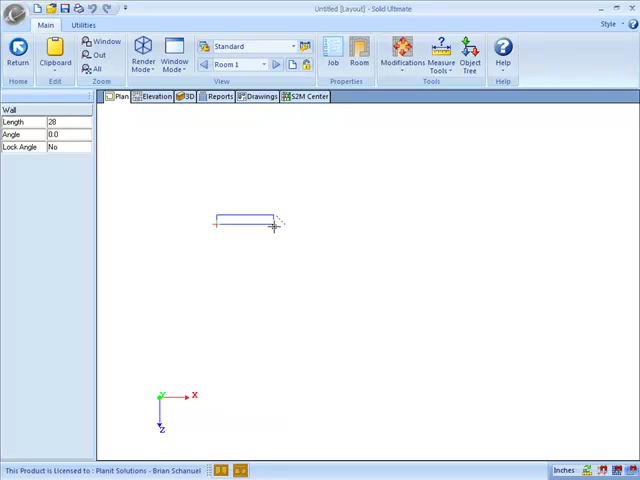 Untitled [Layout] - Solid Ultimate
Main
Utilities
Style
Return
Clipboard
Window
Out
All
Render Mode
Window Mode
Standard
Room 1
Job
Room
Modifications
Measure Tools
Object Tree
Help
Home
Edit
Zoom
View
Properties
Tools
Help
Plan
Elevation
3D
Reports
Drawings
S2M Center
Wall
Length 28
Angle 0.0
Lock Angle No
Y
X
Z
This Product is Licensed to : Planit Solutions - Brian Schanuel
Inches